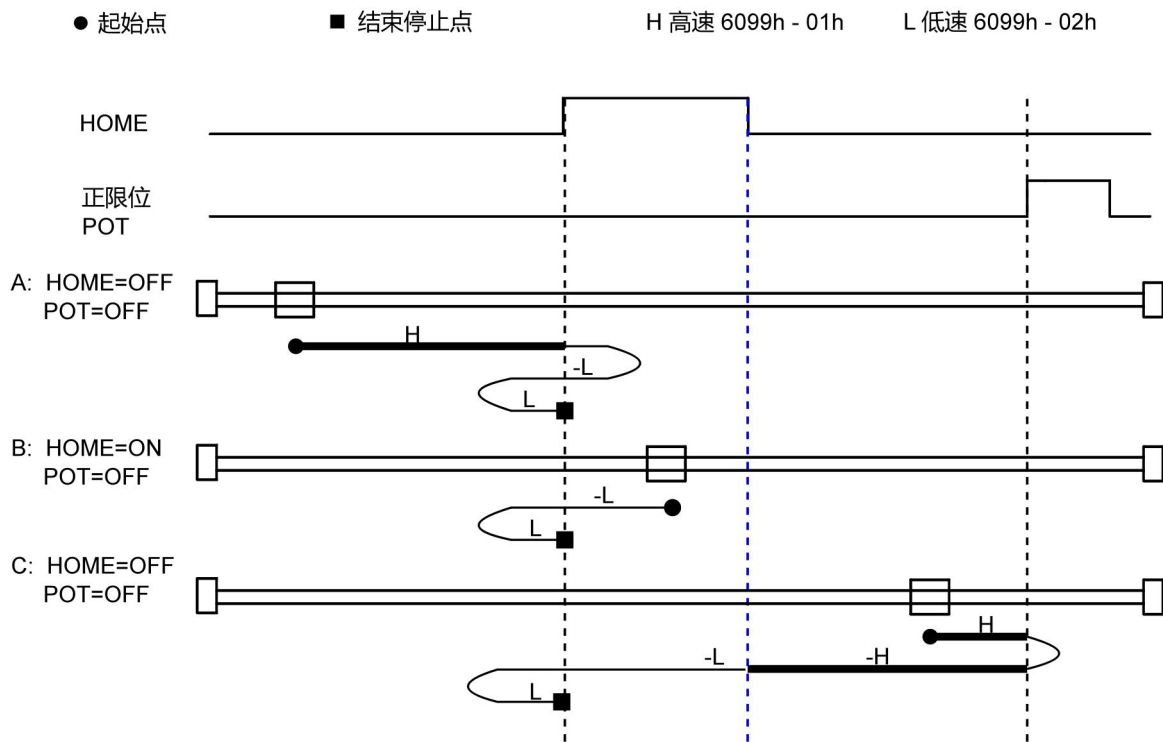 ● 起始点 ■ 结束停止点 H 高速 6099h - 01h L 低速 6099h - 02h
HOME
正限位
POT
A: HOME=OFF
POT=OFF
H
-L
L
B: HOME=ON
POT=OFF
-L
L
C: HOME=OFF
POT=OFF
H
-L -H
L